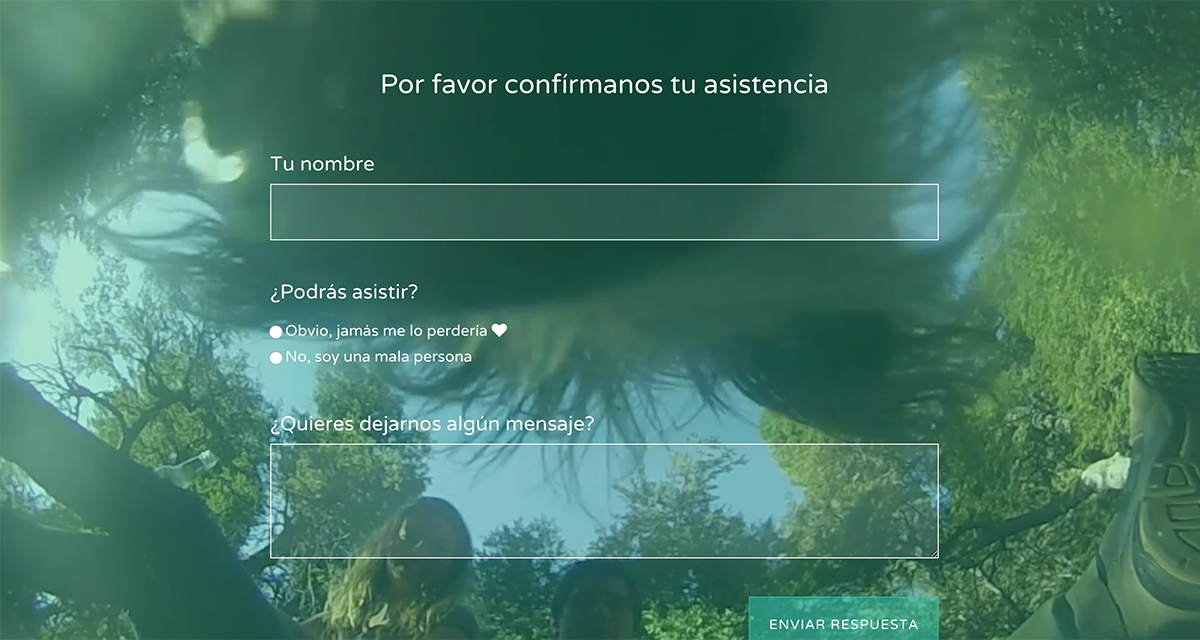 Por favor confírmanos tu asistencia
Tu nombre
¿Podrás asistir?
Obvio, jamás me lo perdería
No, soy una mala persona
¿Quieres dejarnos algún mensaje?
ENVIAR RESPUESTA